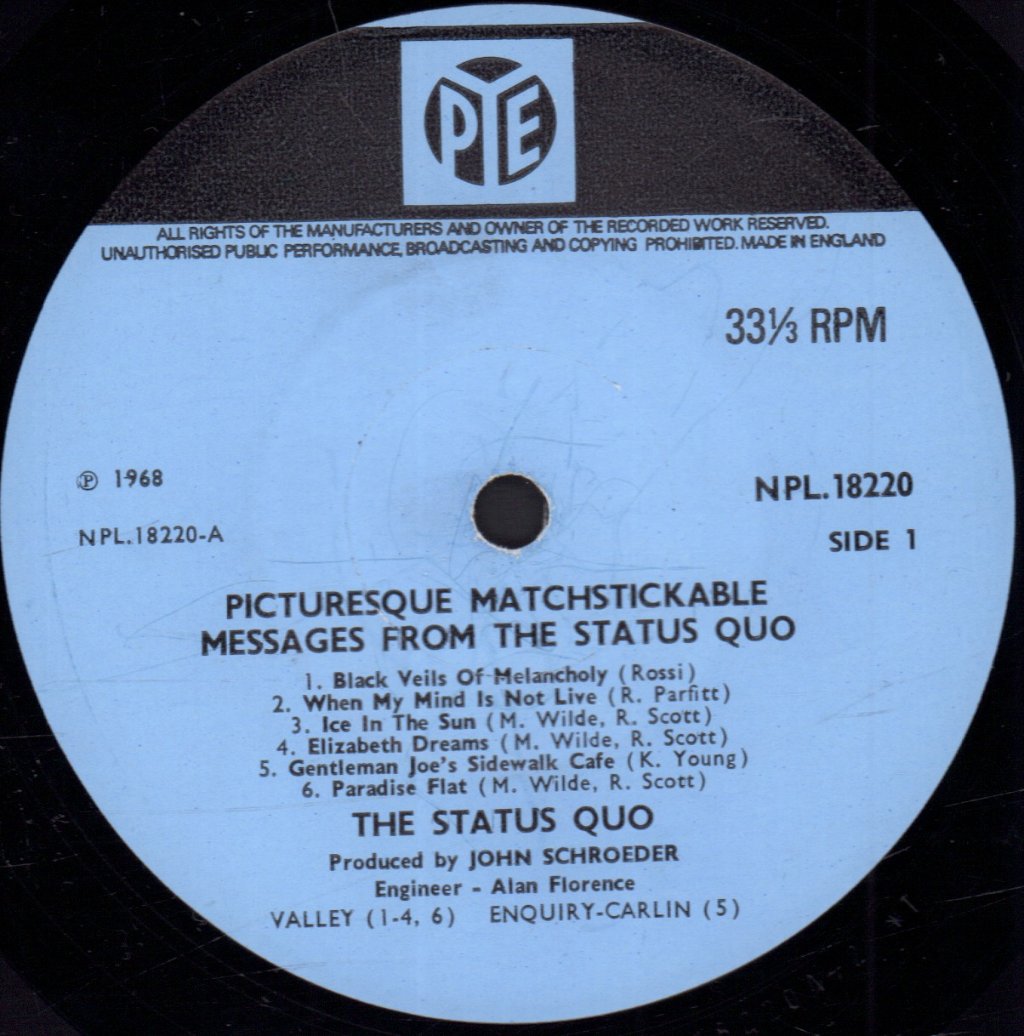 PYE
ALL RIGHTS OF THE MANUFACTURERS AND OWNER OF THE RECORDED WORK RESERVED.
UNAUTHORISED PUBLIC PERFORMANCE, BROADCASTING AND COPYING PROHIBITED. MADE IN ENGLAND
33⅓ RPM
Ⓟ 1968
NPL.18220
NPL.18220-A
SIDE 1
PICTURESQUE MATCHSTICKABLE
MESSAGES FROM THE STATUS QUO
1. Black Veils Of Melancholy (Rossi)
2. When My Mind Is Not Live (R. Parfitt)
3. Ice In The Sun (M. Wilde, R. Scott)
4. Elizabeth Dreams (M. Wilde, R. Scott)
5. Gentleman Joe's Sidewalk Cafe (K. Young)
6. Paradise Flat (M. Wilde, R. Scott)
THE STATUS QUO
Produced by JOHN SCHROEDER
Engineer - Alan Florence
VALLEY (1-4, 6) ENQUIRY-CARLIN (5)